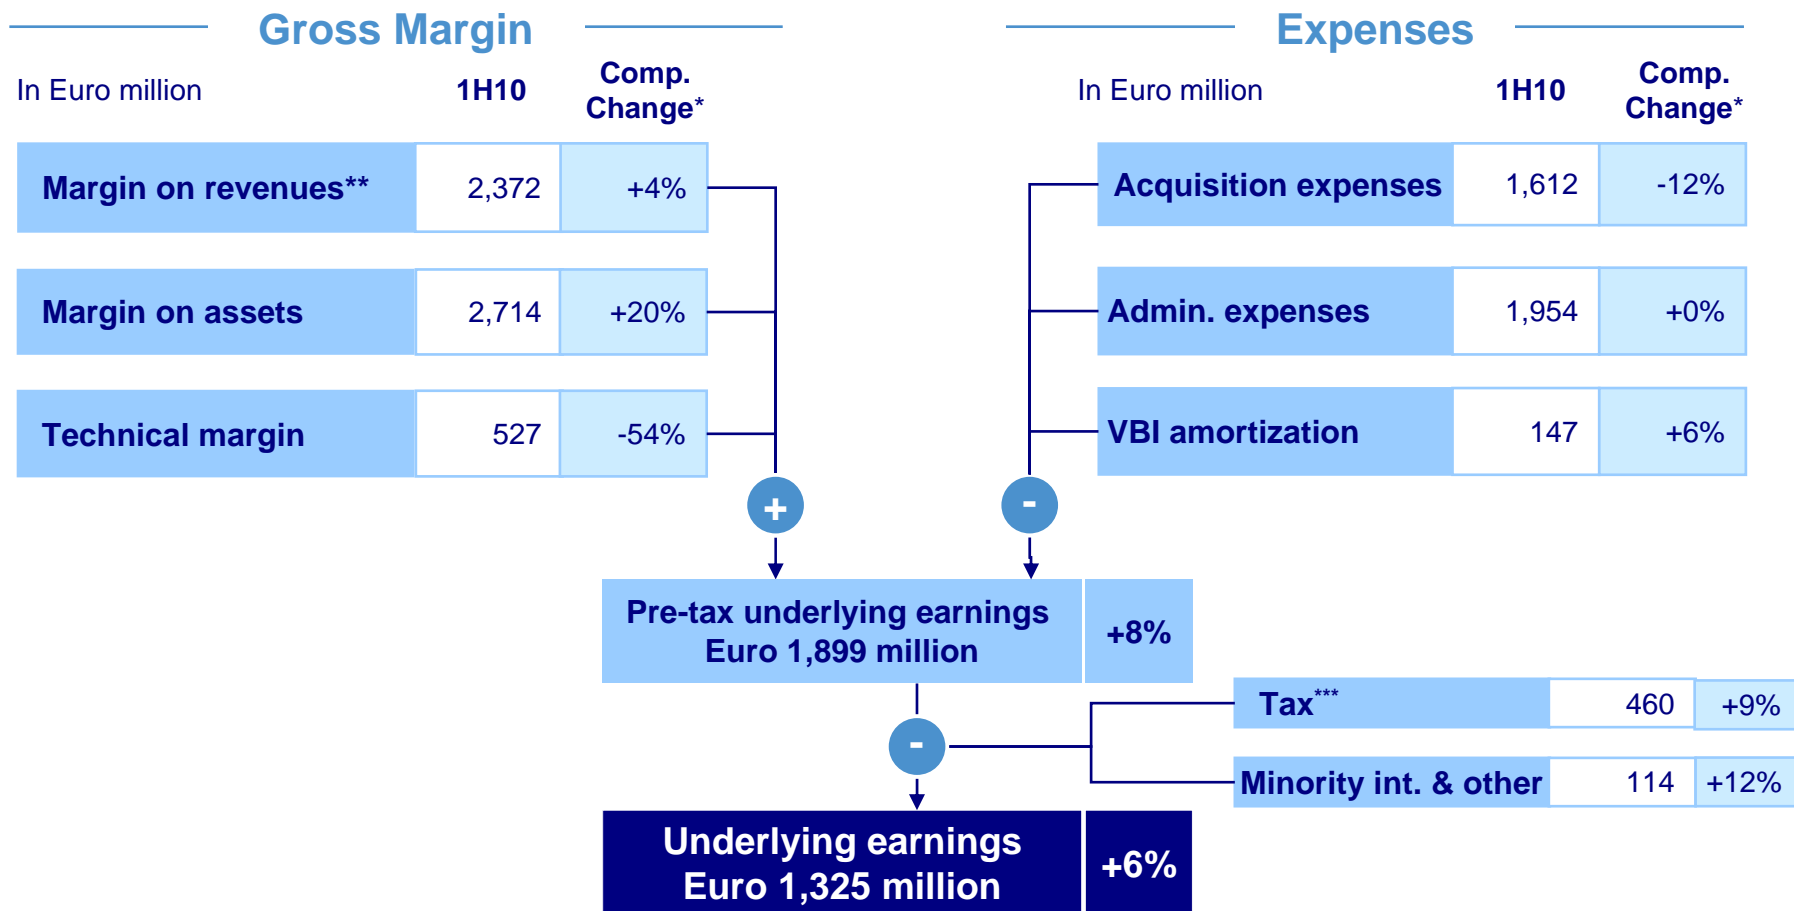 Gross Margin
In Euro million 1H10 Comp. Change*
Margin on revenues** 2,372 +4%
Margin on assets 2,714 +20%
Technical margin 527 -54%
+
Expenses
In Euro million 1H10 Comp. Change*
Acquisition expenses 1,612 -12%
Admin. expenses 1,954 +0%
VBI amortization 147 +6%
-
Pre-tax underlying earnings
Euro 1,899 million
+8%
-
Tax*** 460 +9%
Minority int. & other 114 +12%
Underlying earnings
Euro 1,325 million
+6%